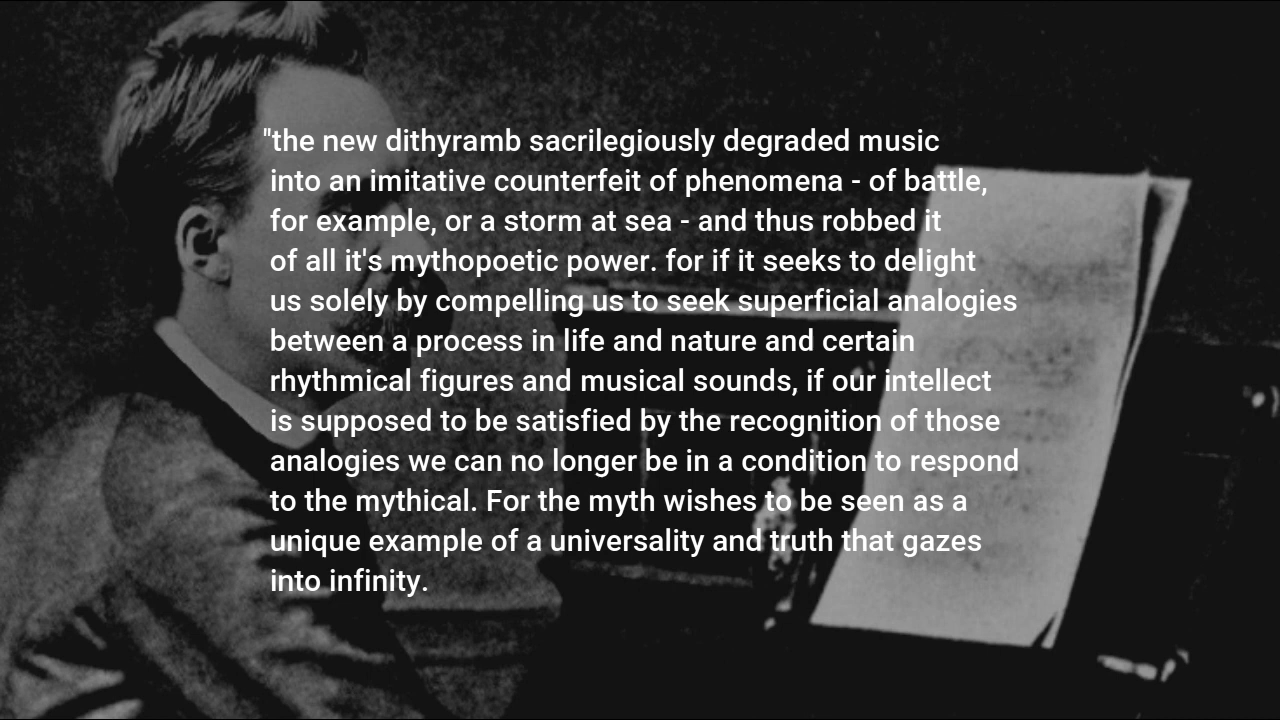 "the new dithyramb sacrilegiously degraded music
into an imitative counterfeit of phenomena - of battle,
for example, or a storm at sea - and thus robbed it
of all it's mythopoetic power. for if it seeks to delight
us solely by compelling us to seek superficial analogies
between a process in life and nature and certain
rhythmical figures and musical sounds, if our intellect
is supposed to be satisfied by the recognition of those
analogies we can no longer be in a condition to respond
to the mythical. For the myth wishes to be seen as a
unique example of a universality and truth that gazes
into infinity.